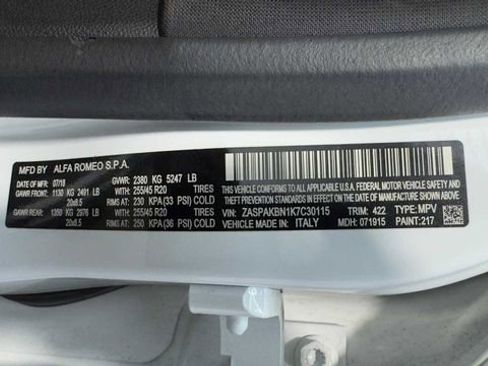 MFD BY ALFA ROMEO S.P.A.
DATE: 07/18 GVWR: 2380 KG 5247 LB
GAWR FRONT: 1130 KG 2491 LB WITH: 255/45 R20 TIRES
20x8.5 RIMS AT: 230 KPA(33 PSI) COLD
GAWR REAR: 1350 KG 2976 LB WITH: 255/45 R20 TIRES
20x8.5 RIMS AT: 250 KPA(36 PSI) COLD
THIS VEHICLE CONFORMS TO ALL APPLICABLE U.S.A. FEDERAL MOTOR VEHICLE SAFETY AND
THEFT PREVENTION STANDARDS IN EFFECT ON THE DATE OF MANUFACTURE SHOWN ABOVE.
VIN: ZASPAKBN1K7C30115 TRIM: 422 TYPE: MPV
VEHICLE MADE IN: ITALY MDH: 071915 PAINT: 217